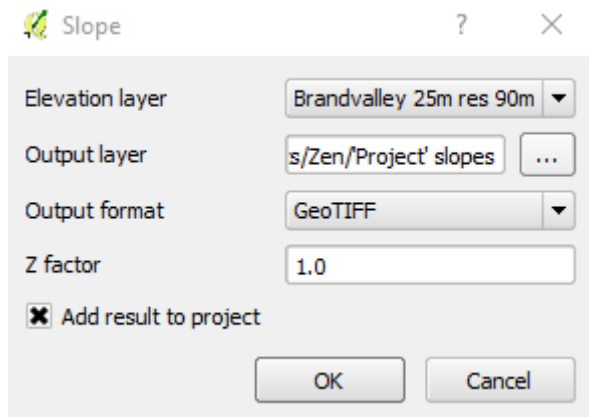 Slope ?
Elevation layer Brandvalley 25m res 90m
Output layer s/Zen/'Project' slopes ...
Output format GeoTIFF
Z factor 1.0
Add result to project
OK Cancel